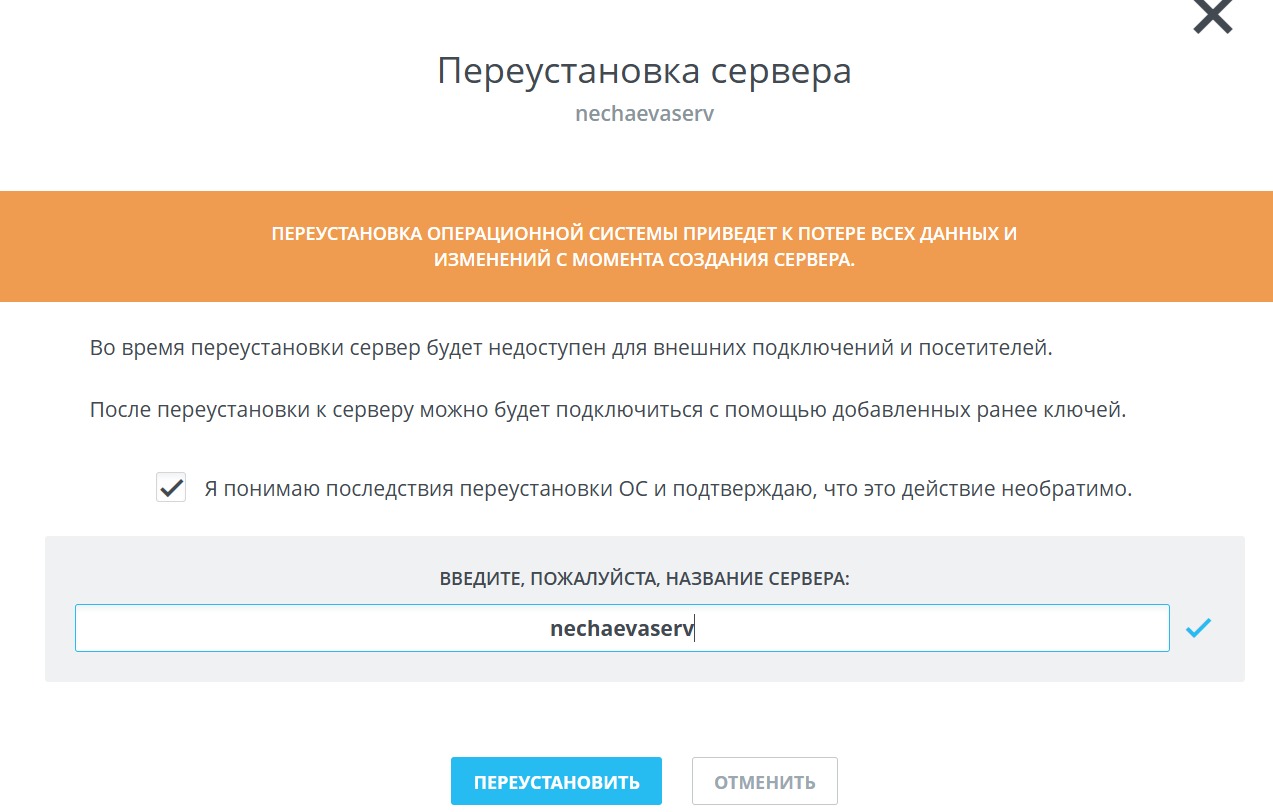 Переустановка сервера
nechaevaserv
ПЕРЕУСТАНОВКА ОПЕРАЦИОННОЙ СИСТЕМЫ ПРИВЕДЕТ К ПОТЕРЕ ВСЕХ ДАННЫХ И
ИЗМЕНЕНИЙ С МОМЕНТА СОЗДАНИЯ СЕРВЕРА.
Во время переустановки сервер будет недоступен для внешних подключений и посетителей.
После переустановки к серверу можно будет подключиться с помощью добавленных ранее ключей.
Я понимаю последствия переустановки ОС и подтверждаю, что это действие необратимо.
ВВЕДИТЕ, ПОЖАЛУЙСТА, НАЗВАНИЕ СЕРВЕРА:
nechaevaserv
ПЕРЕУСТАНОВИТЬ ОТМЕНИТЬ